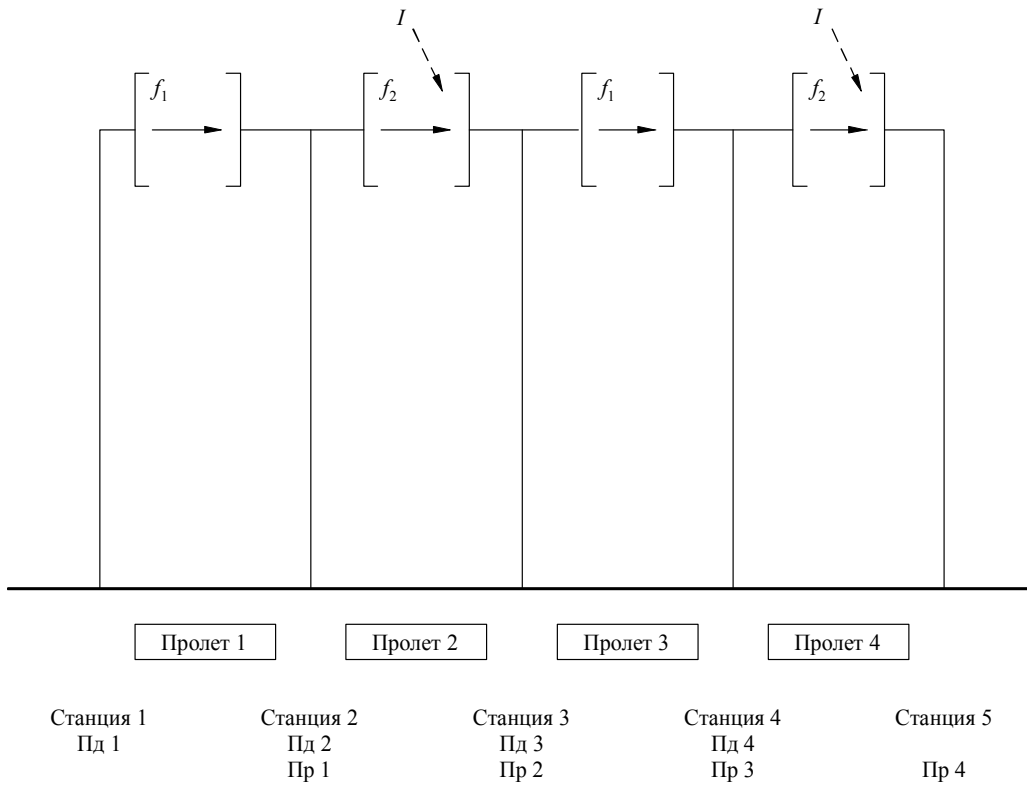 I I
f1 f2 f1 f2
Пролет 1 Пролет 2 Пролет 3 Пролет 4
Станция 1 Станция 2 Станция 3 Станция 4 Станция 5
Пд 1 Пд 2 Пд 3 Пд 4
Пр 1 Пр 2 Пр 3 Пр 4